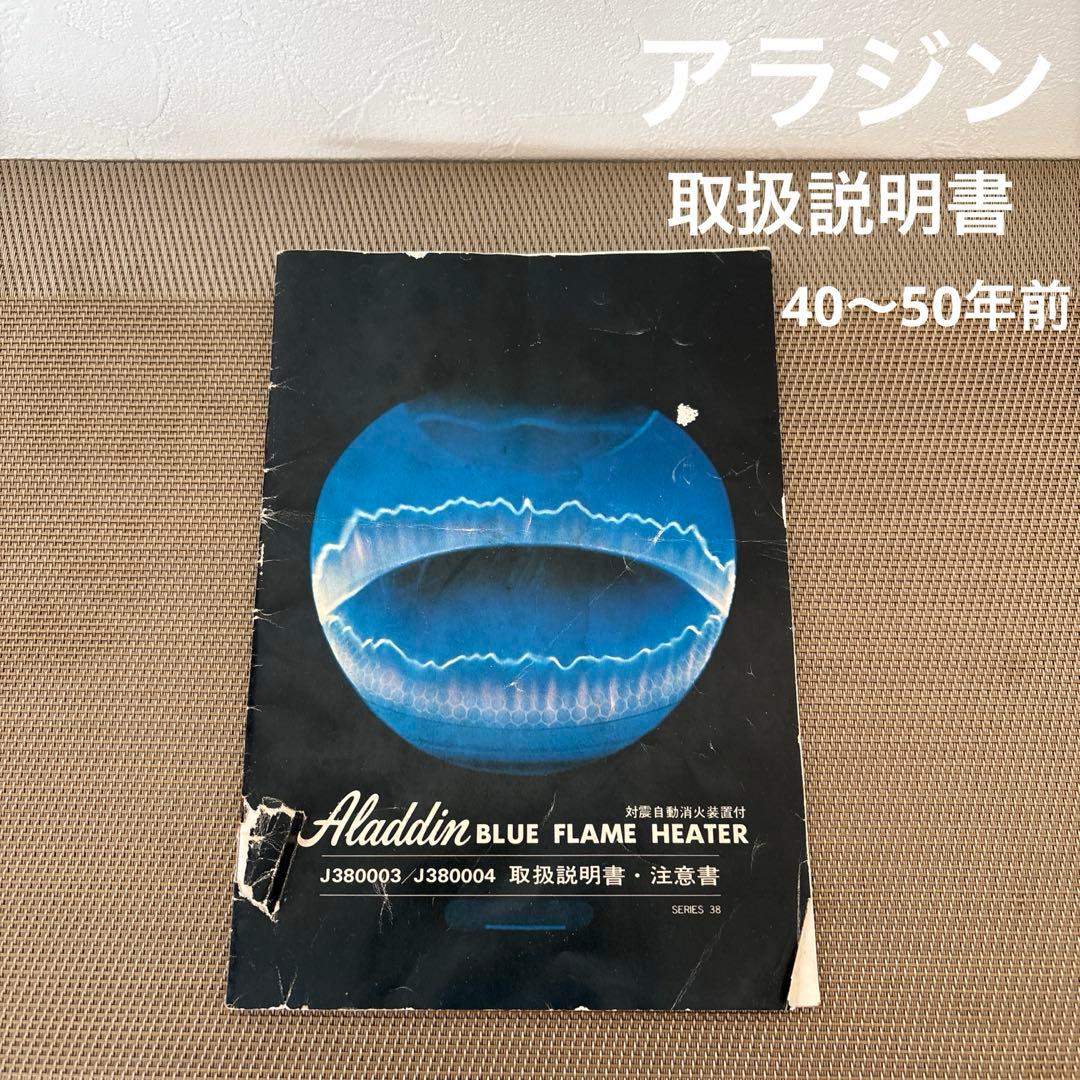 アラジン
取扱説明書
40〜50年前
対震自動消火装置付
Aladdin BLUE FLAME HEATER
J380003/J380004 取扱説明書・注意書
SERIES 38